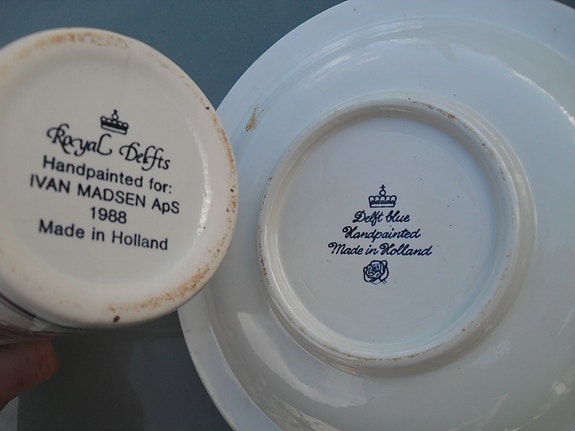 Royal Delfts
Handpainted for:
IVAN MADSEN ApS
1988
Made in Holland
Delft blue
Handpainted
Made in Holland